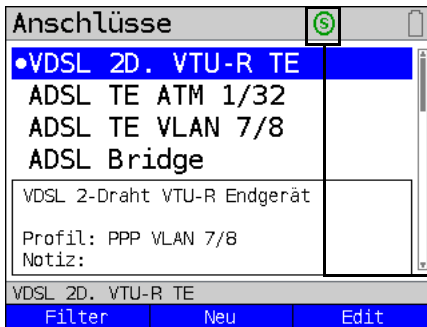 Anschlüsse S
•VDSL 2D. VTU-R TE
ADSL TE ATM 1/32
ADSL TE VLAN 7/8
ADSL Bridge
VDSL 2-Draht VTU-R Endgerät
Profil: PPP VLAN 7/8
Notiz:
VDSL 2D. VTU-R TE
Filter Neu Edit